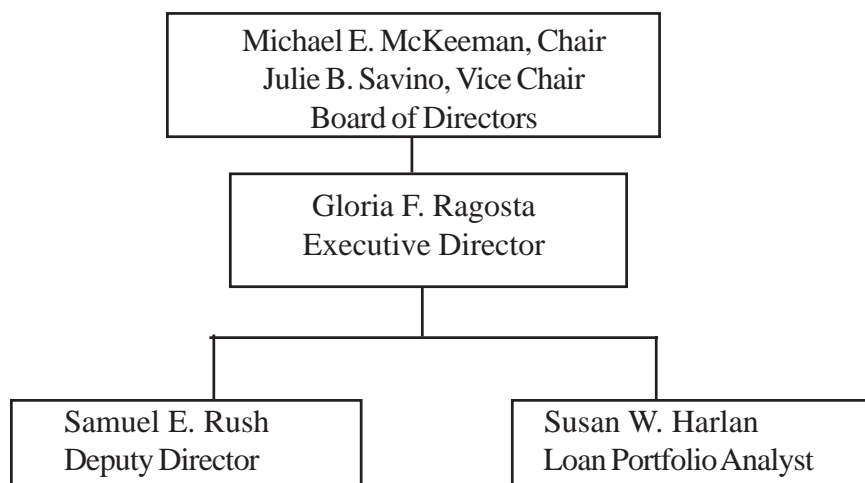 Michael E. McKeeman, Chair
Julie B. Savino, Vice Chair
Board of Directors
Gloria F. Ragosta
Executive Director
Samuel E. Rush
Deputy Director
Susan W. Harlan
Loan Portfolio Analyst